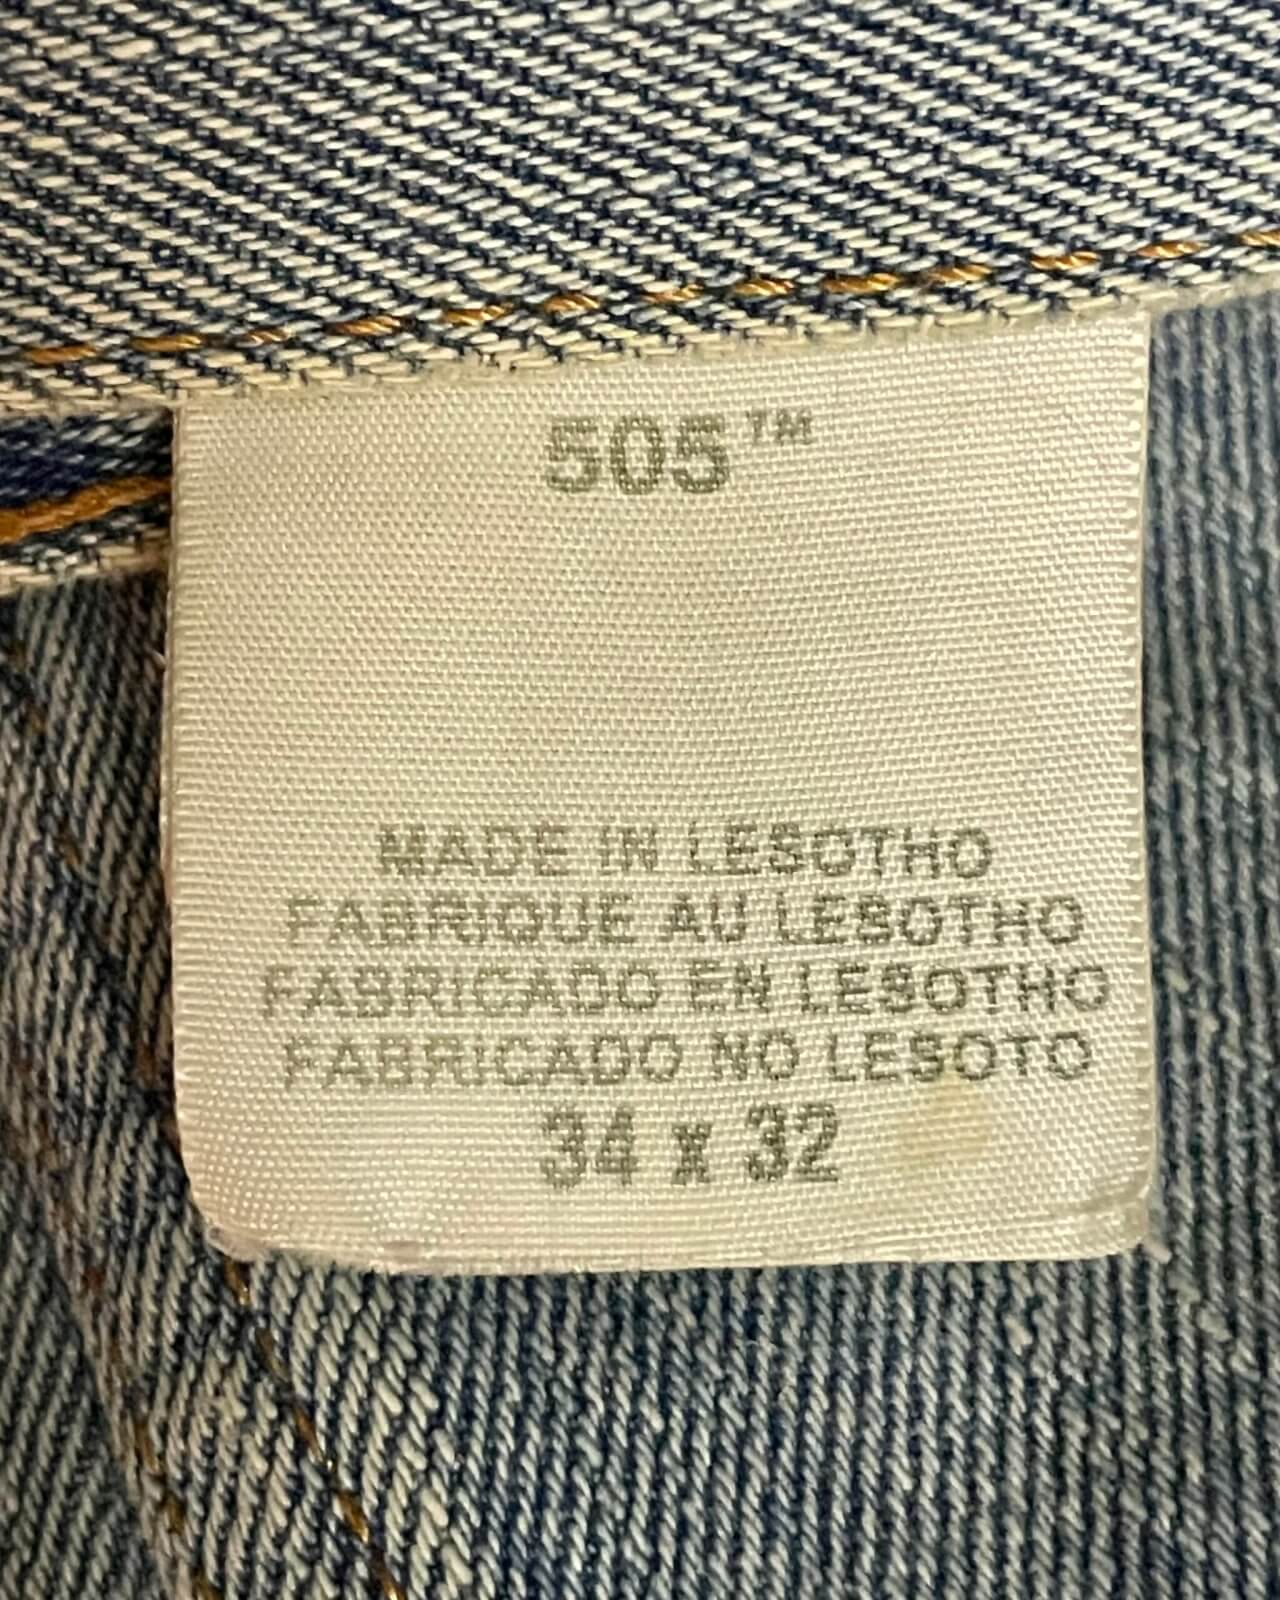 505™
MADE IN LESOTHO
FABRIQUE AU LESOTHO
FABRICADO EN LESOTHO
FABRICADO NO LESOTO
34 x 32